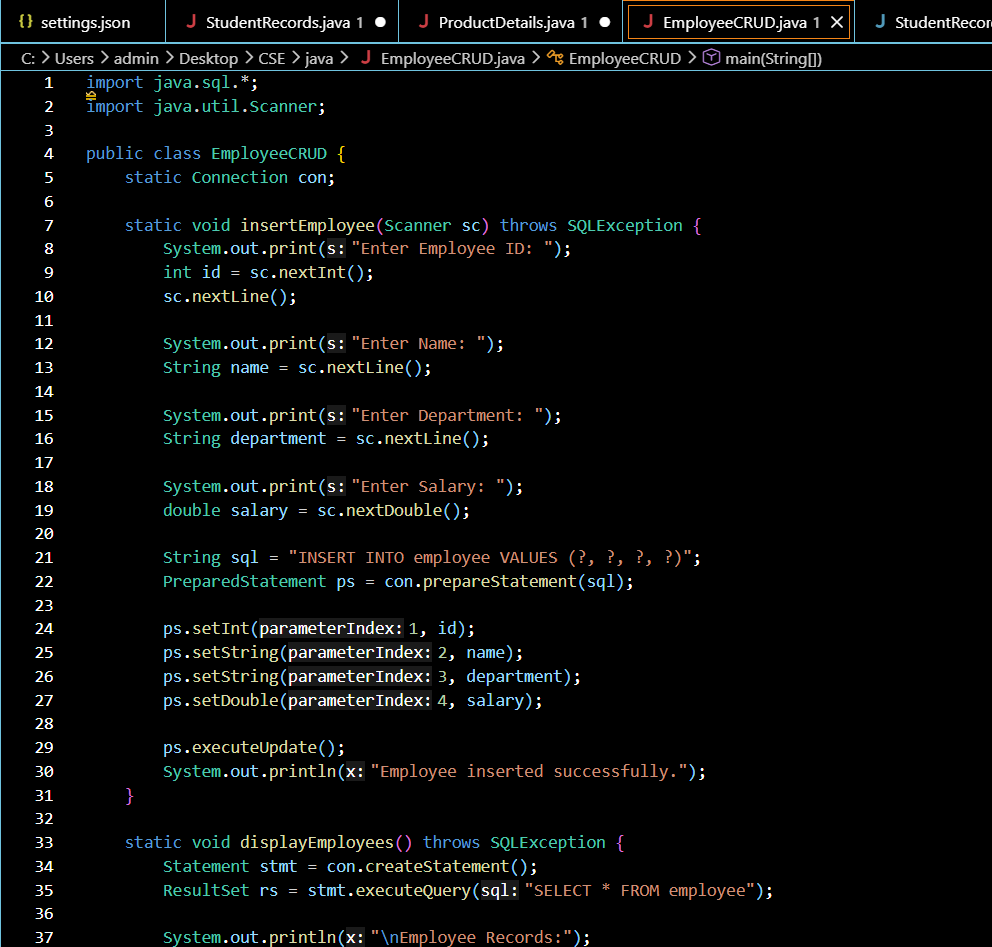 {} settings.json J StudentRecords.java 1 ● J ProductDetails.java 1 ● J EmployeeCRUD.java 1 × J StudentRecor
C: > Users > admin > Desktop > CSE > java > J EmployeeCRUD.java > EmployeeCRUD > main(String[])
1 import java.sql.*;
2 import java.util.Scanner;
3
4 public class EmployeeCRUD {
5 static Connection con;
6
7 static void insertEmployee(Scanner sc) throws SQLException {
8 System.out.print(s: "Enter Employee ID: ");
9 int id = sc.nextInt();
10 sc.nextLine();
11
12 System.out.print(s: "Enter Name: ");
13 String name = sc.nextLine();
14
15 System.out.print(s: "Enter Department: ");
16 String department = sc.nextLine();
17
18 System.out.print(s: "Enter Salary: ");
19 double salary = sc.nextDouble();
20
21 String sql = "INSERT INTO employee VALUES (?, ?, ?, ?)";
22 PreparedStatement ps = con.prepareStatement(sql);
23
24 ps.setInt(parameterIndex: 1, id);
25 ps.setString(parameterIndex: 2, name);
26 ps.setString(parameterIndex: 3, department);
27 ps.setDouble(parameterIndex: 4, salary);
28
29 ps.executeUpdate();
30 System.out.println(x: "Employee inserted successfully.");
31 }
32
33 static void displayEmployees() throws SQLException {
34 Statement stmt = con.createStatement();
35 ResultSet rs = stmt.executeQuery(sql: "SELECT * FROM employee");
36
37 System.out.println(x: "\nEmployee Records:");